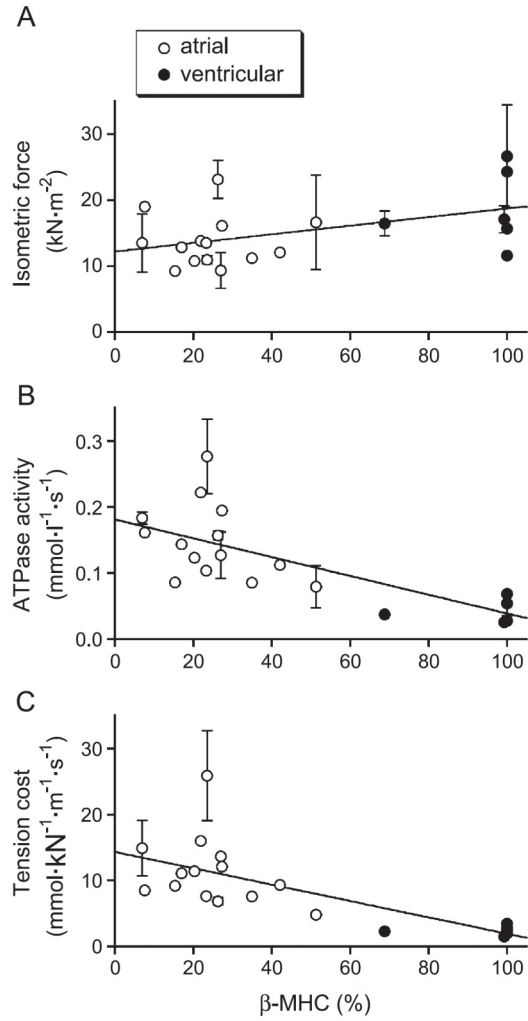 A
atrial
ventricular
Isometric force
(kN·m⁻²)
30
20
10
0
0 20 40 60 80 100
B
ATPase activity
(mmol·l⁻¹·s⁻¹)
0.3
0.2
0.1
0.0
0 20 40 60 80 100
C
Tension cost
(mmol·kN⁻¹·m⁻¹·s⁻¹)
30
20
10
0
0 20 40 60 80 100
β-MHC (%)